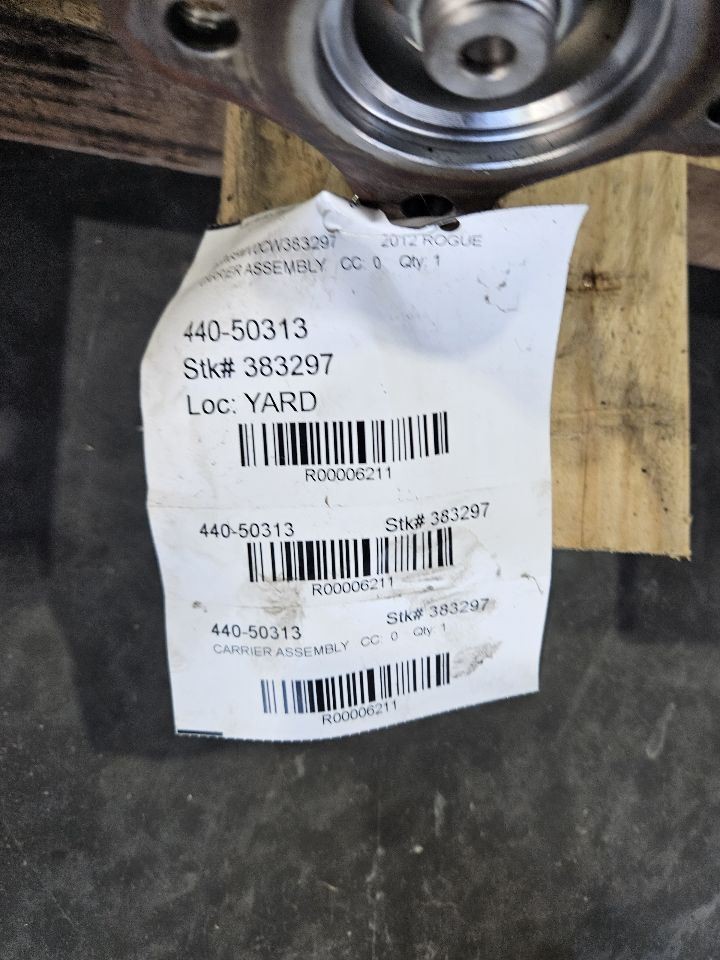 2012 ROGUE
CARRIER ASSEMBLY CC: 0 Qty: 1
440-50313
Stk# 383297
Loc: YARD
R00006211
440-50313 Stk# 383297
R00006211
440-50313 Stk# 383297
CARRIER ASSEMBLY CC: 0 Qty: 1
R00006211